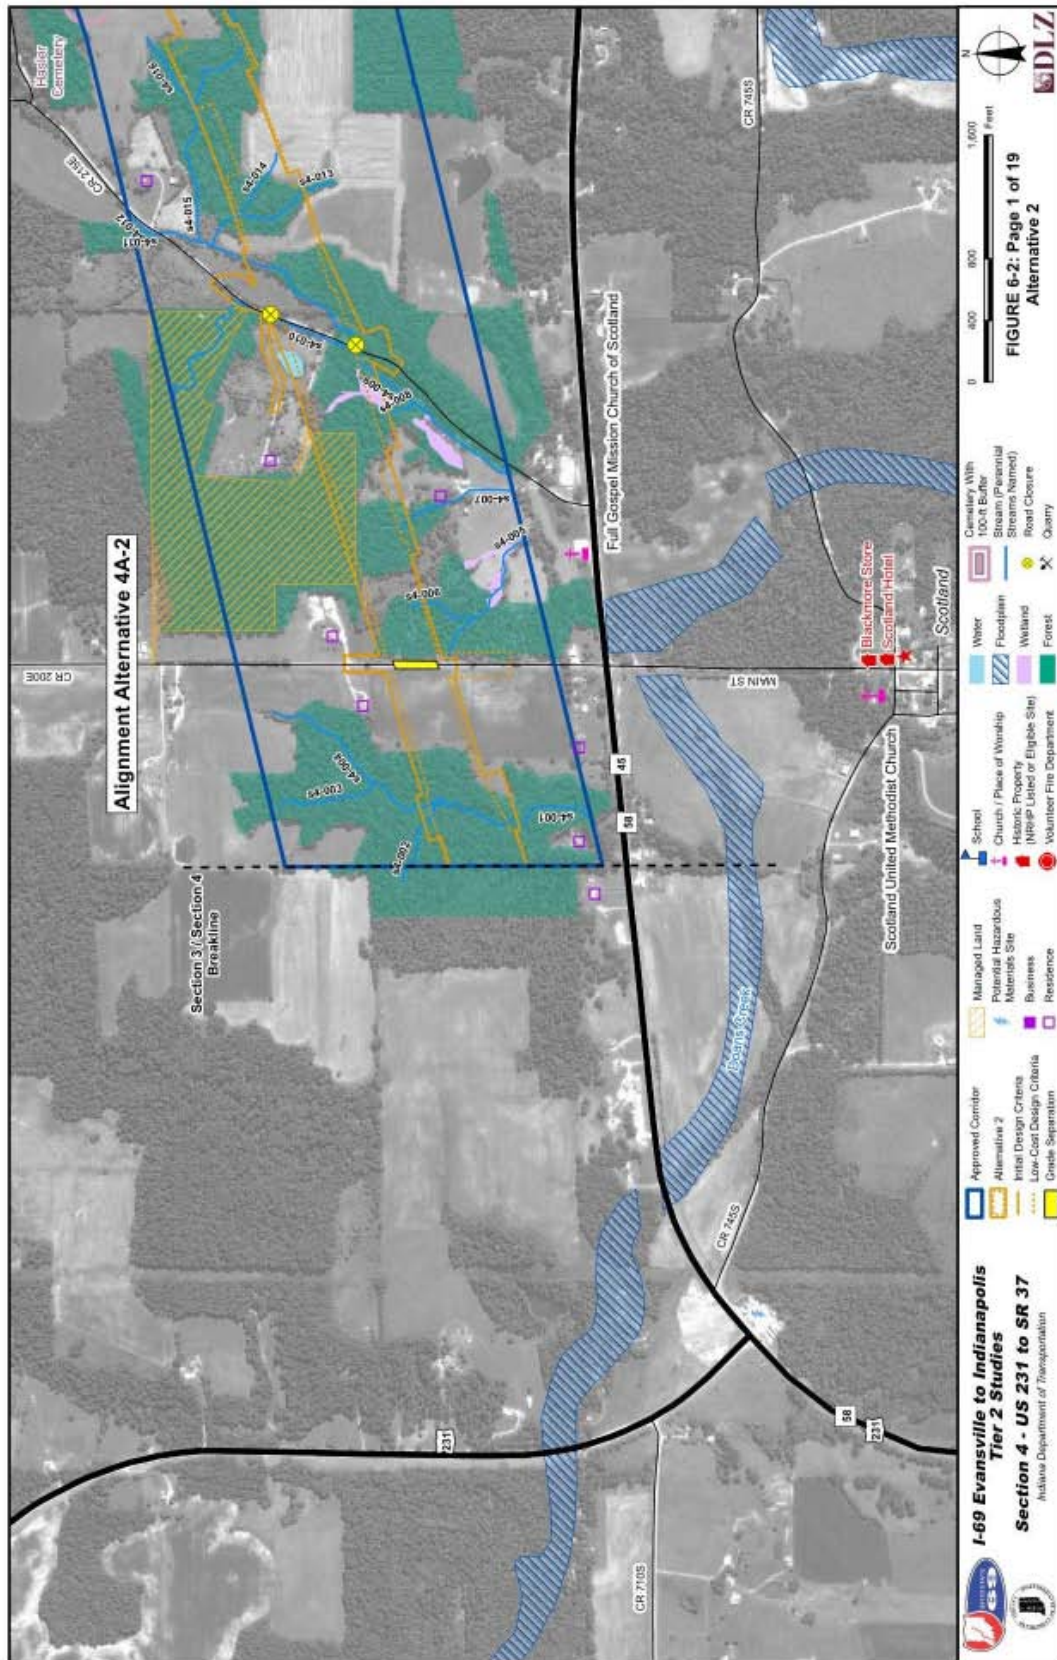 Hasler
Cemetery
CR 215E
s4-016
s4-014
s4-013
s4-015
s4-012
s4-011
s4-010
s4-009
s4-008
s4-007
s4-005
s4-006
Alignment Alternative 4A-2
CR 200E
s4-004
s4-003
s4-002
s4-001
Section 3 / Section 4
Breakline
Full Gospel Mission Church of Scotland
CR 745S
45
58
MAIN ST
Blackmore Store
Scotland Hotel
Scotland
Scotland United Methodist Church
Doans Creek
CR 745S
231
58
231
CR 710S
I-69 Evansville to Indianapolis
Tier 2 Studies
Section 4 - US 231 to SR 37
Indiana Department of Transportation
Approved Corridor
Alternative 2
Initial Design Criteria
Low-Cost Design Criteria
Grade Separation
Managed Land
Potential Hazardous
Materials Site
Business
Residence
School
Church / Place of Worship
Historic Property
(NRHP Listed or Eligible Site)
Volunteer Fire Department
Water
Floodplain
Wetland
Forest
Cemetery With
100-ft Buffer
Stream (Perennial
Streams Named)
Road Closure
Quarry
0 400 800 1,600
Feet
FIGURE 6-2: Page 1 of 19
Alternative 2
N
DLZ